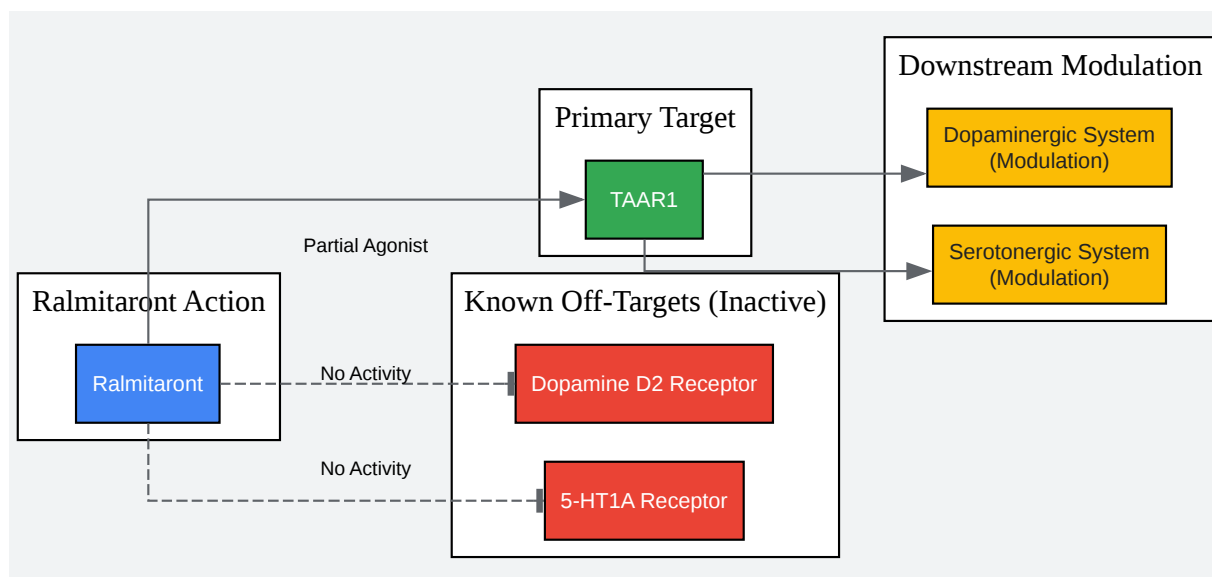 Downstream Modulation
Dopaminergic System
(Modulation)
Serotonergic System
(Modulation)
Primary Target
TAAR1
Partial Agonist
Ralmitaront Action
Ralmitaront
Known Off-Targets (Inactive)
No Activity
Dopamine D2 Receptor
No Activity
5-HT1A Receptor